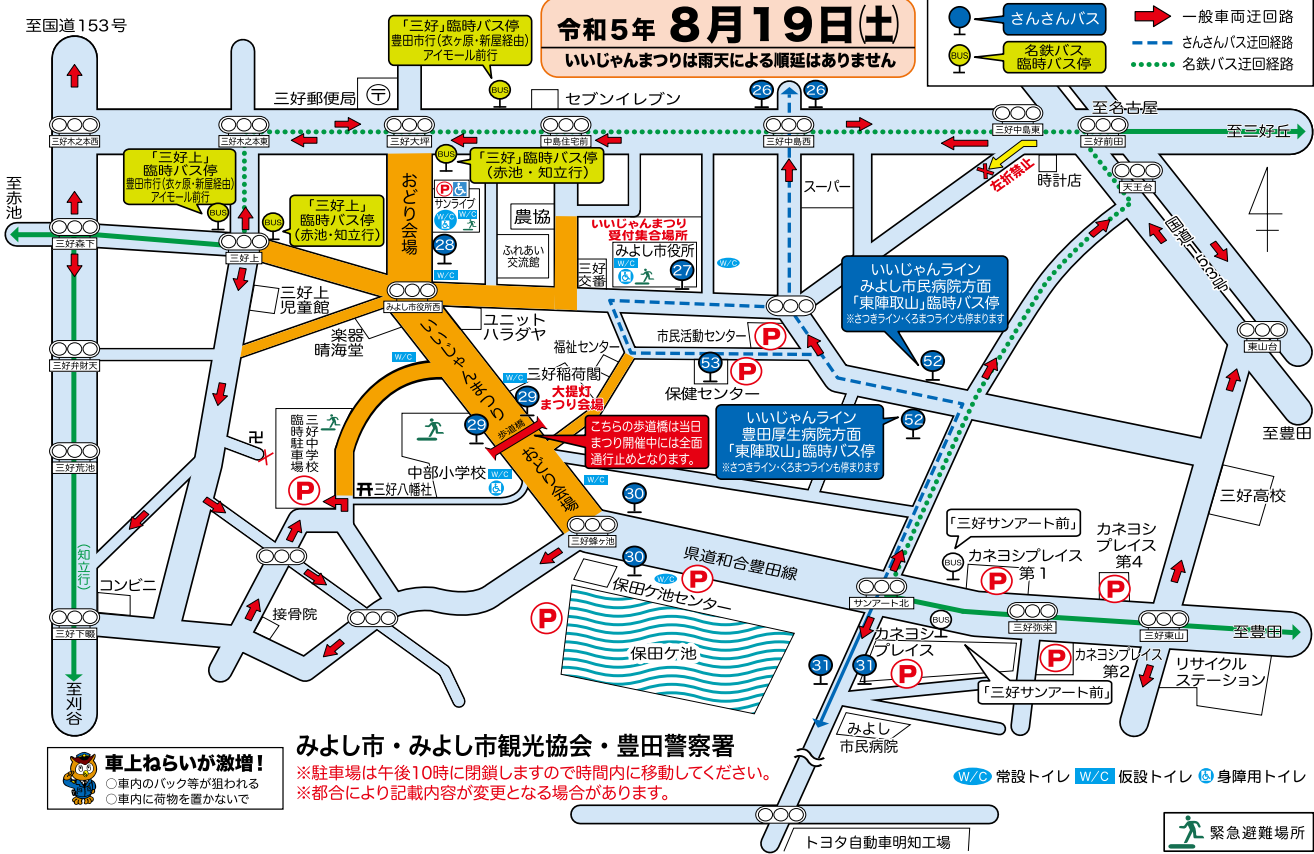 至国道153号
「三好」臨時バス停
豊田市行(衣ヶ原・新屋経由)
アイモール前行
令和5年 8月19日(土)
いいじゃんまつりは雨天による順延はありません
さんさんバス
BUS
名鉄バス
臨時バス停
一般車両迂回路
さんさんバス迂回経路
名鉄バス迂回経路
三好郵便局
〒
BUS
セブンイレブン
26
26
至名古屋
三好木之本西
三好木之本東
三好大坪
中島住宅前
三好中島西
三好中島東
三好前田
至三好丘
「三好上」
臨時バス停
豊田市行(衣ヶ原・新屋経由)
アイモール前行
BUS
BUS
「三好」臨時バス停
(赤池・知立行)
左折禁止
時計店
天王台
至赤池
BUS
「三好上」
臨時バス停
(赤池・知立行)
おどり会場
P
サンライブ
W/C
W/C
28
W/C
農協
ふれあい
交流館
いいじゃんまつり
受付集合場所
みよし市役所
W/C
27
W/C
三好
交番
スーパー
国道153号
三好森下
三好上
いいじゃんライン
みよし市民病院方面
「東陣取山」臨時バス停
※さつきライン・くろまつラインも停まります
三好上
児童館
みよし市役所西
楽器
晴海堂
ユニット
ハラダヤ
W/C
いいじゃんまつり
福祉センター
市民活動センター
P
東山台
三好弁財天
三好稲荷閣
W/C
大提灯
まつり会場
53
P
保健センター
52
29
29
歩道橋
こちらの歩道橋は当日
まつり開催中には全面
通行止めとなります。
いいじゃんライン
豊田厚生病院方面
「東陣取山」臨時バス停
※さつきライン・くろまつラインも停まります
52
至豊田
卍
三好中学校
臨時駐車場
P
三好荒池
中部小学校
W/C
三好八幡社
おどり会場
W/C
30
三好高校
三好蜂ヶ池
30
県道和合豊田線
「三好サンアート前」
BUS
カネヨシプレイス
第1
P
カネヨシ
プレイス
第4
P
(知立行)
コンビニ
接骨院
W/C
P
保田ケ池センター
P
保田ケ池
サンアート北
三好下畷
BUS
カネヨシ
プレイス
P
三好弥栄
三好東山
至豊田
P
カネヨシプレイス
第2
リサイクル
ステーション
31
31
「三好サンアート前」
至刈谷
みよし
市民病院
車上ねらいが激増!
○車内のバック等が狙われる
○車内に荷物を置かないで
みよし市・みよし市観光協会・豊田警察署
※駐車場は午後10時に閉鎖しますので時間内に移動してください。
※都合により記載内容が変更となる場合があります。
W/C 常設トイレ W/C 仮設トイレ 身障用トイレ
トヨタ自動車明知工場
緊急避難場所